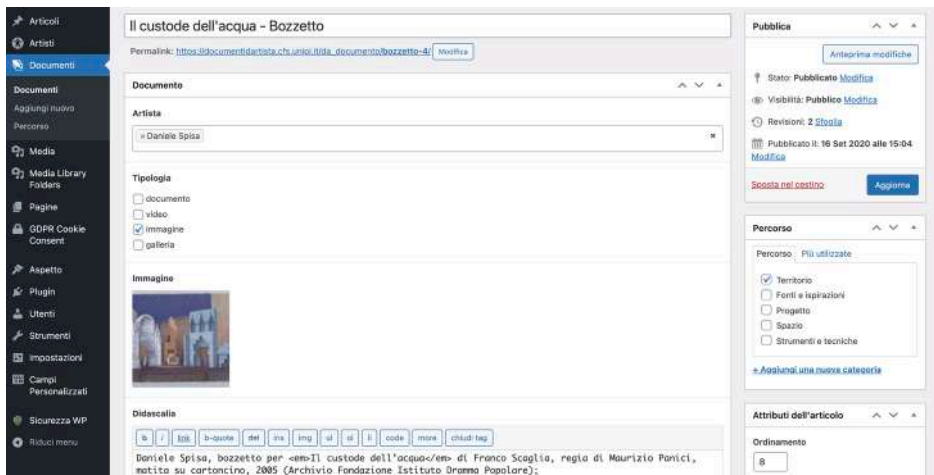 Articoli
Artisti
Documenti
Documenti
Aggiungi nuovo
Percorso
Media
Media Library
Folders
Pagine
GDPR Cookie
Consent
Aspetto
Plugin
Utenti
Strumenti
Impostazioni
Campi
Personalizzati
Sicurezza WP
Riduci menu
Il custode dell'acqua - Bozzetto
Permalink: https://documentidartista.cfs.unipi.it/da_documento/bozzetto-4/ Modifica
Documento
Artista
× Daniele Spisa
×
Tipologia
documento
video
immagine
galleria
Immagine
Didascalia
b i link b-quote del ins img ul ol li code more chiudi tag
Daniele Spisa, bozzetto per <em>Il custode dell'acqua</em> di Franco Scaglia, regia di Maurizio Panici,
matita su cartoncino, 2005 (Archivio Fondazione Istituto Dramma Popolare);
Pubblica
Anteprima modifiche
Stato: Pubblicato Modifica
Visibilità: Pubblico Modifica
Revisioni: 2 Sfoglia
Pubblicato il: 16 Set 2020 alle 15:04
Modifica
Sposta nel cestino
Aggiorna
Percorso
Percorso Più utilizzate
Territorio
Fonti e ispirazioni
Progetto
Spazio
Strumenti e tecniche
+ Aggiungi una nuova categoria
Attributi dell'articolo
Ordinamento
8